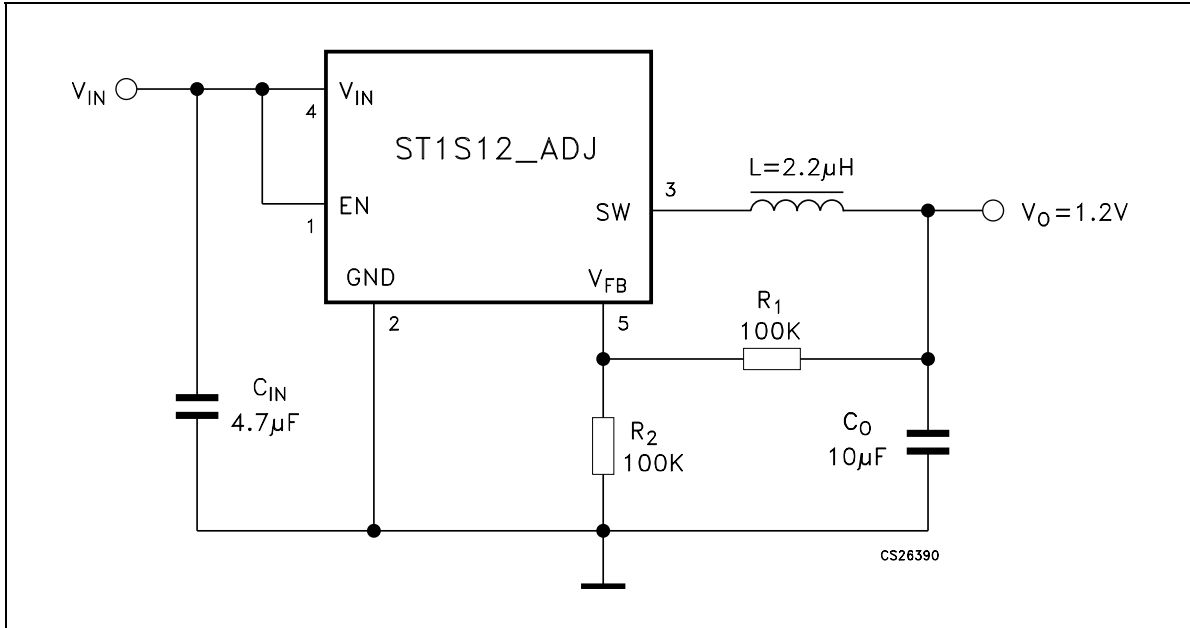 VIN
4
VIN
ST1S12_ADJ
EN
1
SW
3
L=2.2µH
VO=1.2V
GND
2
VFB
5
R1
100K
CIN
4.7µF
R2
100K
CO
10µF
CS26390